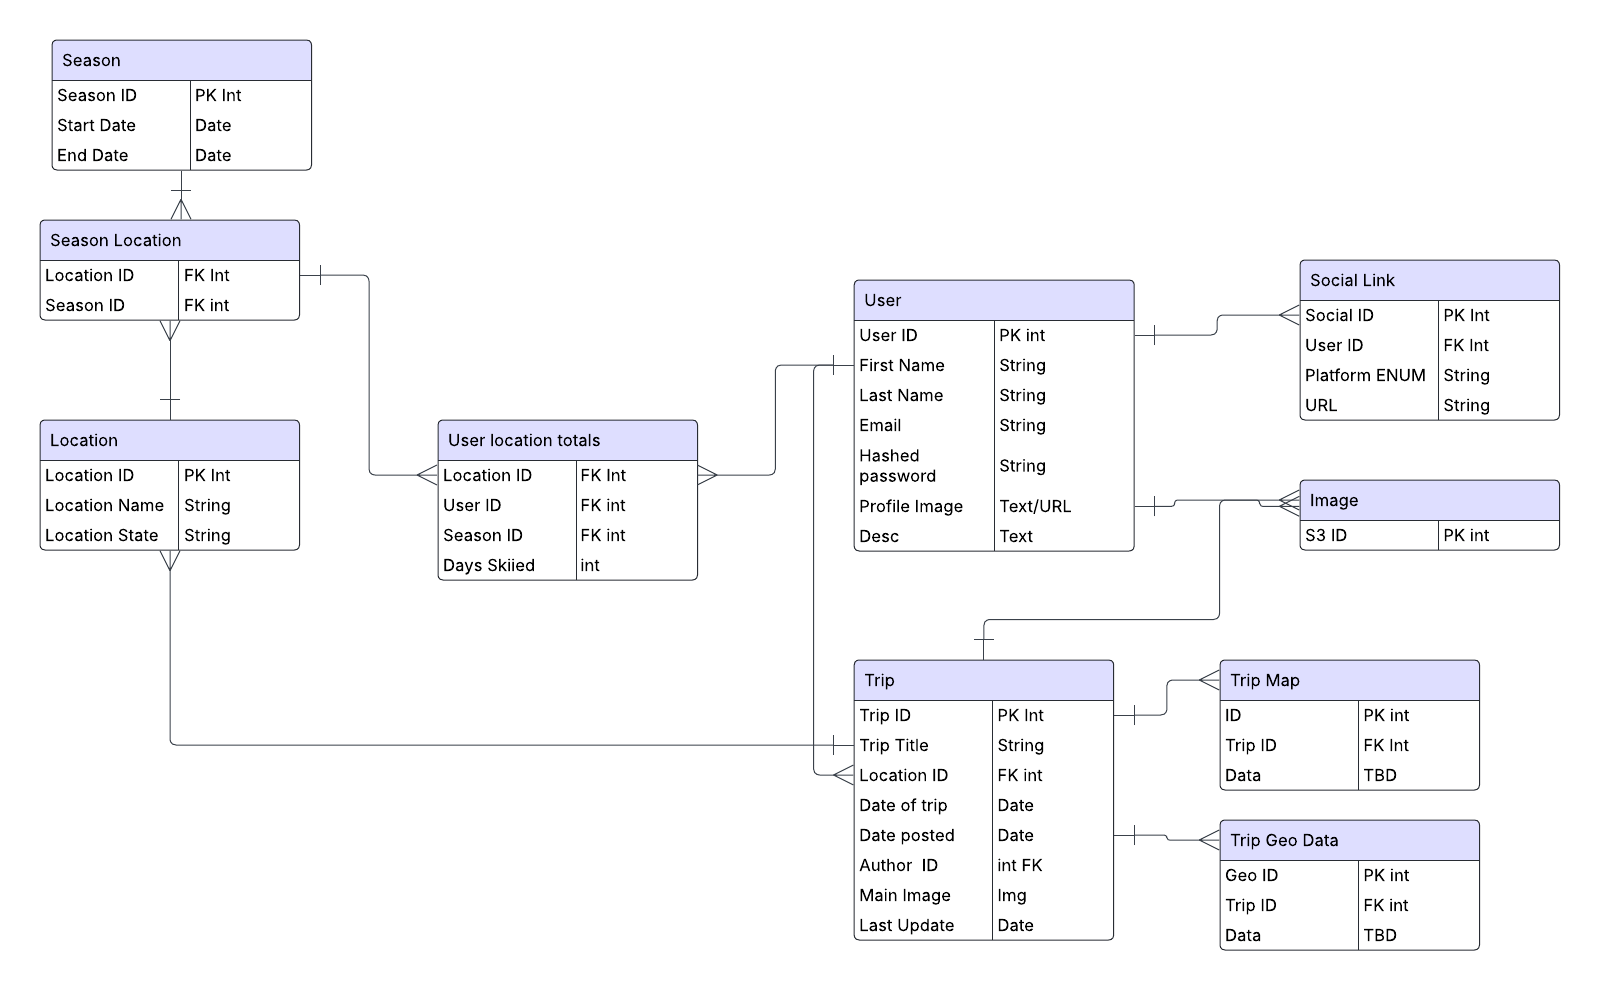 Season
Season ID PK Int
Start Date Date
End Date Date
Season Location
Location ID FK Int
Season ID FK int
Location
Location ID PK Int
Location Name String
Location State String
User location totals
Location ID FK Int
User ID FK int
Season ID FK int
Days Skiied int
User
User ID PK int
First Name String
Last Name String
Email String
Hashed
password String
Profile Image Text/URL
Desc Text
Social Link
Social ID PK Int
User ID FK Int
Platform ENUM String
URL String
Image
S3 ID PK int
Trip
Trip ID PK Int
Trip Title String
Location ID FK int
Date of trip Date
Date posted Date
Author  ID int FK
Main Image Img
Last Update Date
Trip Map
ID PK int
Trip ID FK Int
Data TBD
Trip Geo Data
Geo ID PK int
Trip ID FK int
Data TBD